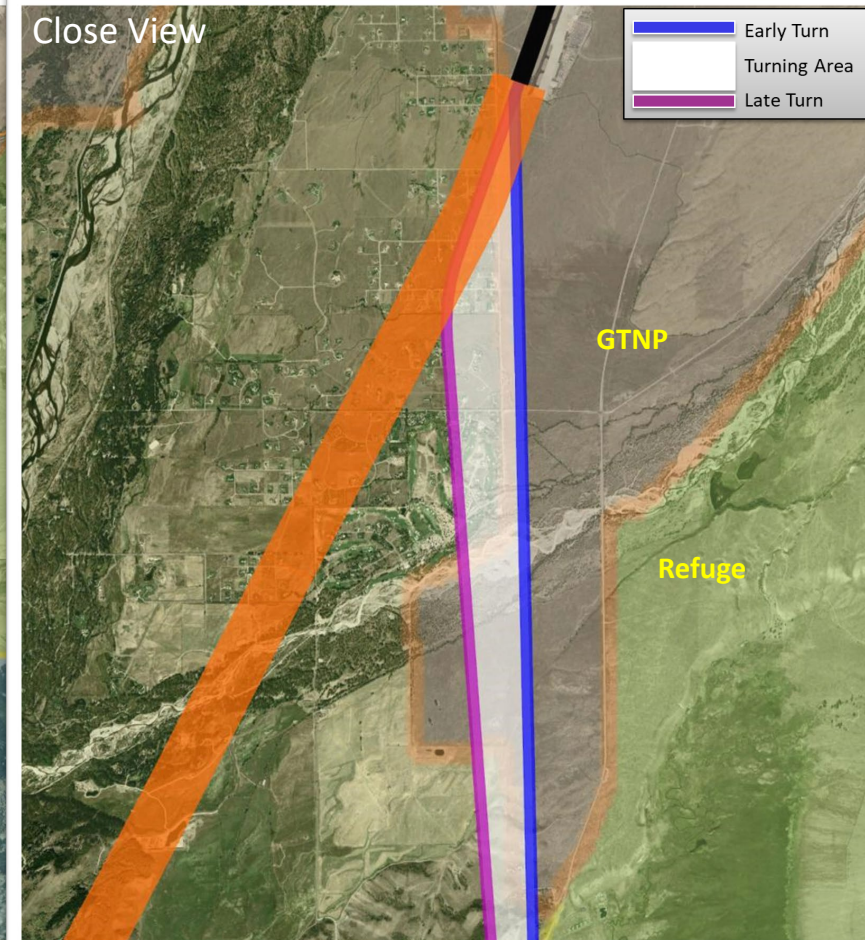 Close View
Early Turn
Turning Area
Late Turn
GTNP
Refuge